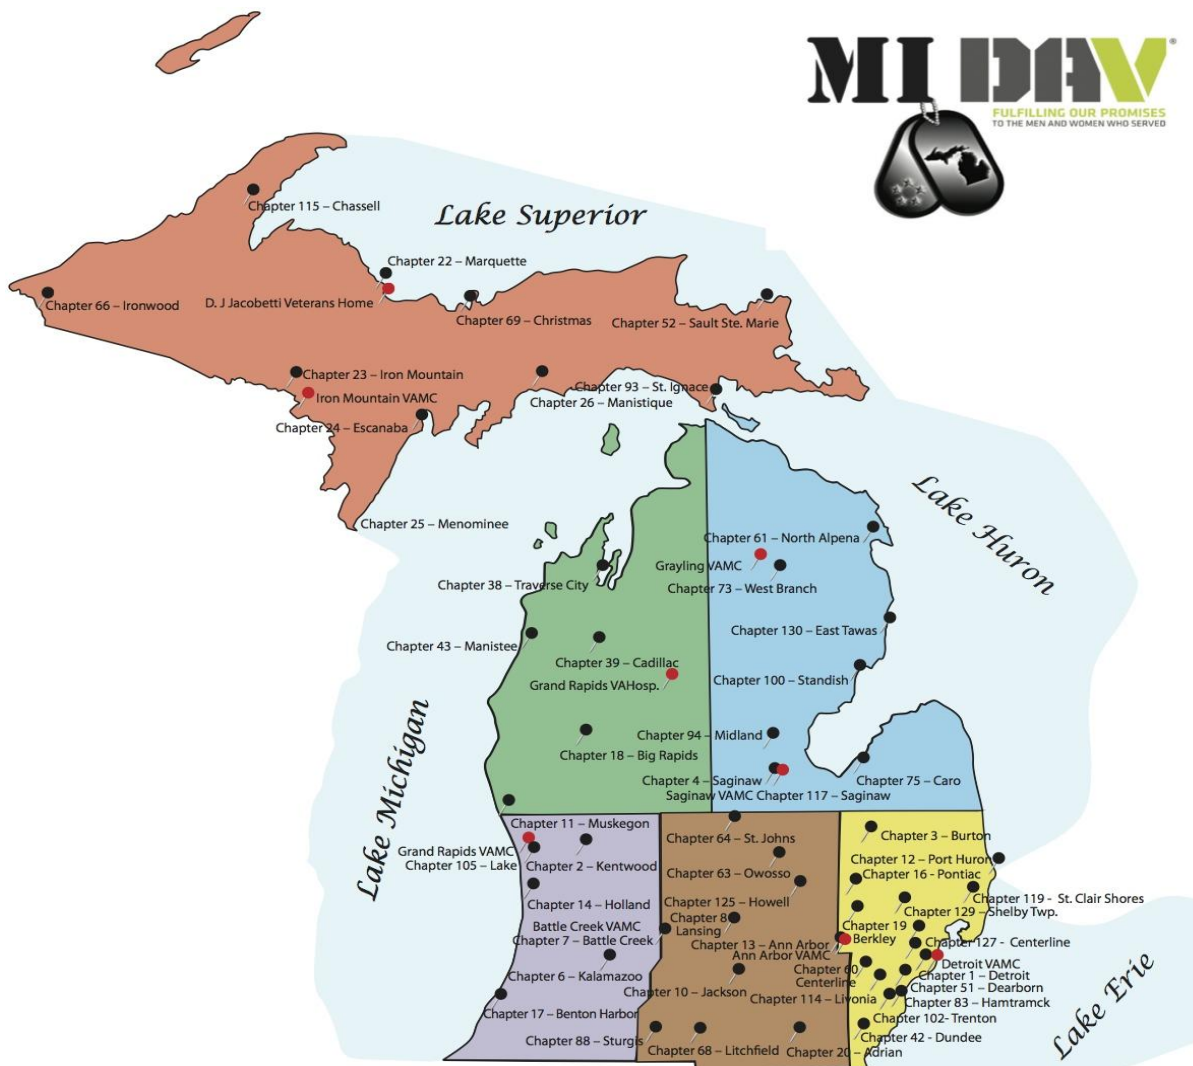 MI DAV®
FULFILLING OUR PROMISES
TO THE MEN AND WOMEN WHO SERVED
Chapter 115 – Chassell
Lake Superior
Chapter 22 – Marquette
D. J Jacobetti Veterans Home
Chapter 66 – Ironwood
Chapter 69 – Christmas
Chapter 52 – Sault Ste. Marie
Chapter 23 – Iron Mountain
Iron Mountain VAMC
Chapter 93 – St. Ignace
Chapter 26 – Manistique
Chapter 24 – Escanaba
Chapter 25 – Menominee
Lake Huron
Chapter 61 – North Alpena
Grayling VAMC
Chapter 73 – West Branch
Chapter 38 – Traverse City
Chapter 130 – East Tawas
Chapter 43 – Manistee
Chapter 39 – Cadillac
Grand Rapids VAHosp.
Chapter 100 – Standish
Lake Michigan
Chapter 94 – Midland
Chapter 18 – Big Rapids
Chapter 4 – Saginaw
Saginaw VAMC Chapter 117 – Saginaw
Chapter 75 – Caro
Chapter 11 – Muskegon
Grand Rapids VAMC
Chapter 105 – Lake
Chapter 2 – Kentwood
Chapter 14 – Holland
Battle Creek VAMC
Chapter 7 – Battle Creek
Chapter 6 – Kalamazoo
Chapter 17 – Benton Harbor
Chapter 88 – Sturgis
Chapter 64 – St. Johns
Chapter 63 – Owosso
Chapter 125 – Howell
Chapter 8
Lansing
Chapter 13 – Ann Arbor
Ann Arbor VAMC
Chapter 10 – Jackson
Chapter 68 – Litchfield
Chapter 20 – Adrian
Chapter 3 – Burton
Chapter 12 – Port Huron
Chapter 16 – Pontiac
Chapter 119 - St. Clair Shores
Chapter 129 – Shelby Twp.
Chapter 19
Berkley
Chapter 127 - Centerline
Detroit VAMC
Chapter 60
Centerline
Chapter 1 – Detroit
Chapter 51 – Dearborn
Chapter 114 – Livonia
Chapter 83 – Hamtramck
Chapter 102- Trenton
Chapter 42 - Dundee
Lake Erie